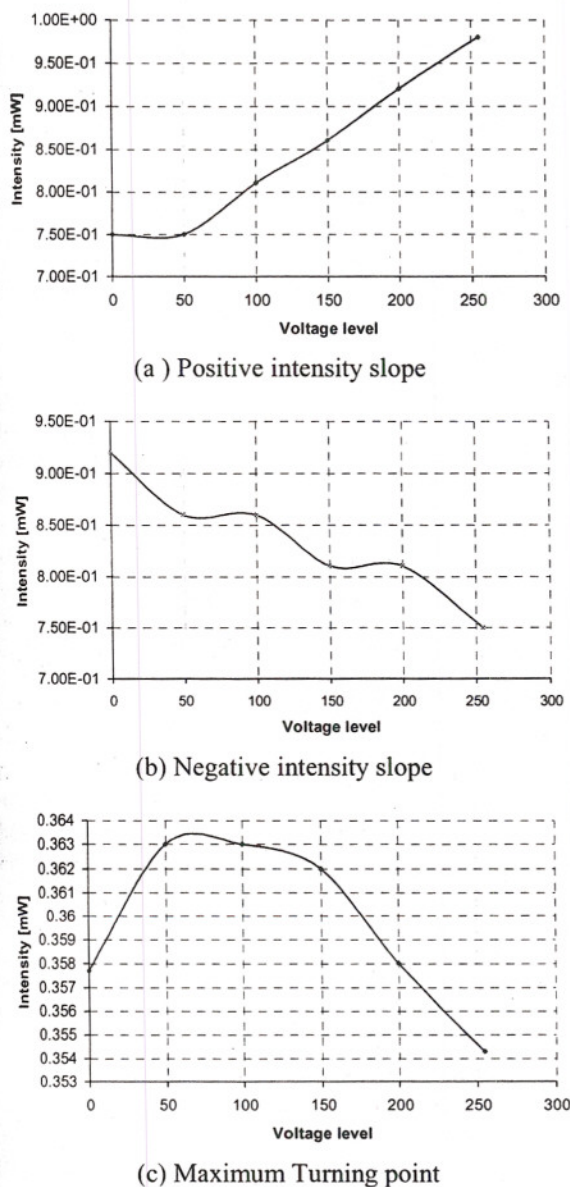 1.00E+00
9.50E-01
9.00E-01
8.50E-01
8.00E-01
7.50E-01
7.00E-01
Intensity [mW]
0 50 100 150 200 250 300
Voltage level
(a ) Positive intensity slope
9.50E-01
9.00E-01
8.50E-01
8.00E-01
7.50E-01
7.00E-01
Intensity [mW]
0 50 100 150 200 250 300
Voltage level
(b) Negative intensity slope
0.364
0.363
0.362
0.361
0.36
0.359
0.358
0.357
0.356
0.355
0.354
0.353
Intensity [mW]
0 50 100 150 200 250 300
Voltage level
(c) Maximum Turning point